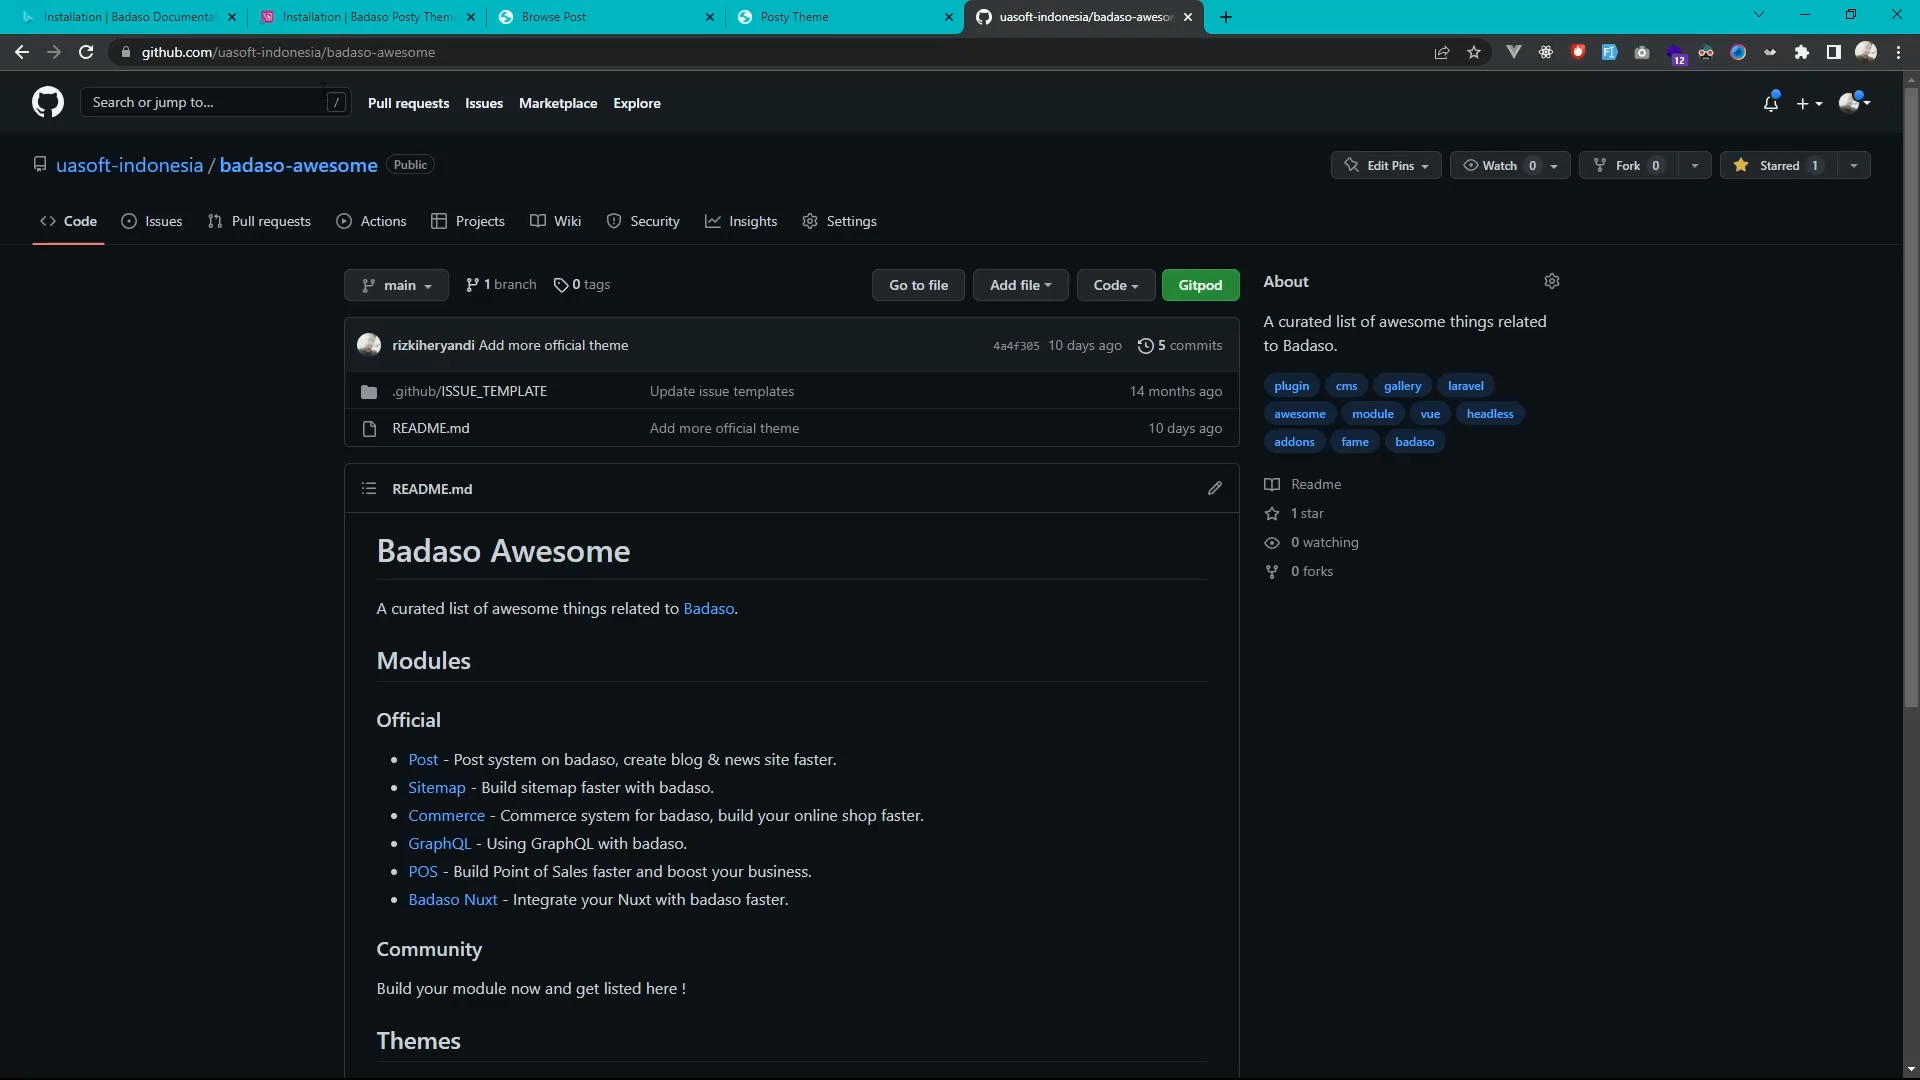 Installation | Badaso Documentat
Installation | Badaso Posty Theme
Browse Post
Posty Theme
uasoft-indonesia/badaso-awesom
github.com/uasoft-indonesia/badaso-awesome
12
Search or jump to...
/
Pull requests
Issues
Marketplace
Explore
uasoft-indonesia / badaso-awesome
Public
Edit Pins
Watch 0
Fork 0
Starred 1
Code
Issues
Pull requests
Actions
Projects
Wiki
Security
Insights
Settings
main
1 branch
0 tags
Go to file
Add file
Code
Gitpod
rizkiheryandi Add more official theme
4a4f305 10 days ago
5 commits
.github/ISSUE_TEMPLATE
Update issue templates
14 months ago
README.md
Add more official theme
10 days ago
README.md
Badaso Awesome
A curated list of awesome things related to Badaso.
Modules
Official
Post - Post system on badaso, create blog & news site faster.
Sitemap - Build sitemap faster with badaso.
Commerce - Commerce system for badaso, build your online shop faster.
GraphQL - Using GraphQL with badaso.
POS - Build Point of Sales faster and boost your business.
Badaso Nuxt - Integrate your Nuxt with badaso faster.
Community
Build your module now and get listed here !
Themes
About
A curated list of awesome things related
to Badaso.
plugin cms gallery laravel
awesome module vue headless
addons fame badaso
Readme
1 star
0 watching
0 forks